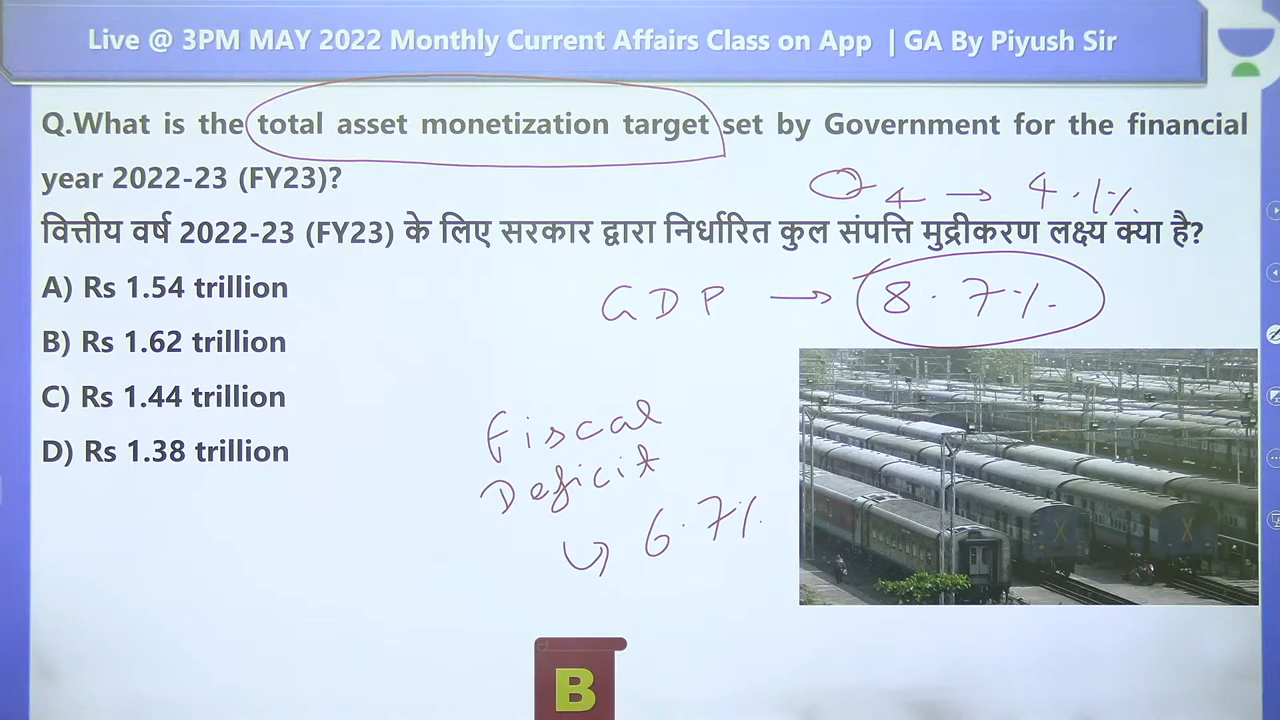 Live @ 3PM MAY 2022 Monthly Current Affairs Class on App | GA By Piyush Sir
Q.What is the total asset monetization target set by Government for the financial
year 2022-23 (FY23)?
Q4 → 4.1%
वित्तीय वर्ष 2022-23 (FY23) के लिए सरकार द्वारा निर्धारित कुल संपत्ति मुद्रीकरण लक्ष्य क्या है?
A) Rs 1.54 trillion
GDP → 8.7%
B) Rs 1.62 trillion
C) Rs 1.44 trillion
Fiscal
D) Rs 1.38 trillion
Deficit
↳ 6.7%
B